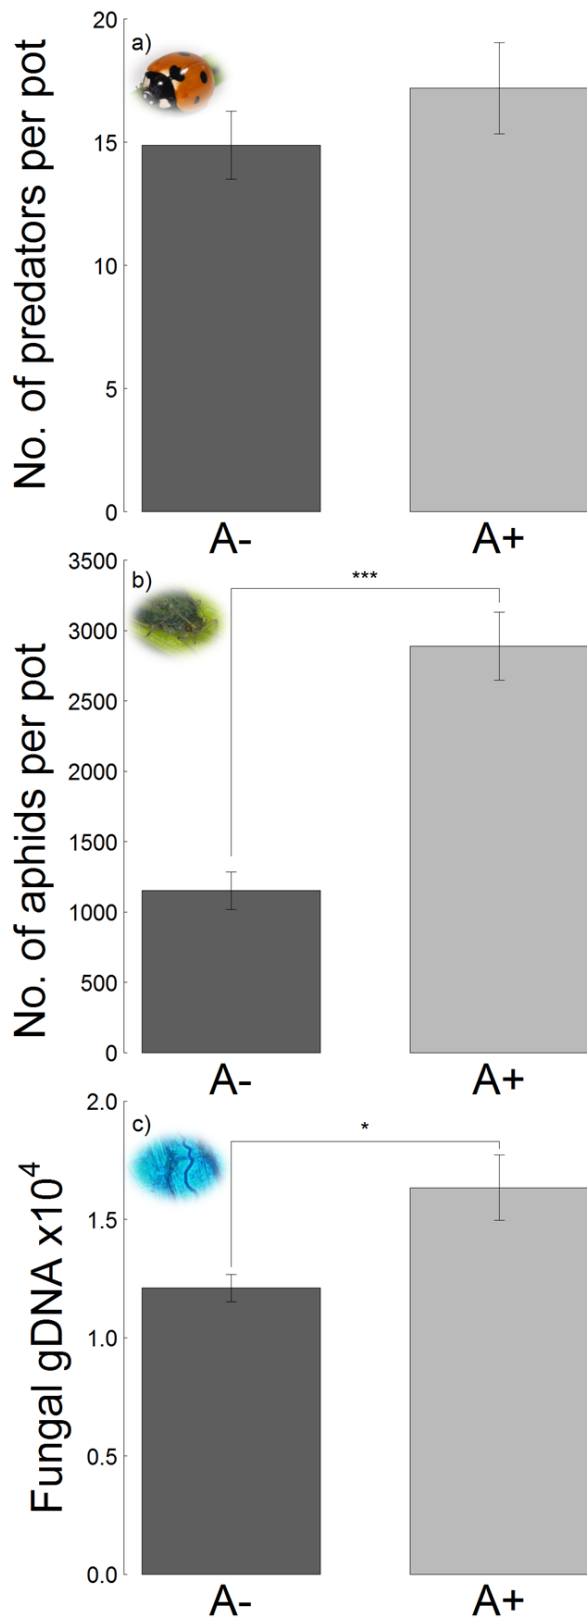 No. of predators per pot
a)
20
15
10
5
0
A-
A+
No. of aphids per pot
b)
***
3500
3000
2500
2000
1500
1000
500
0
A-
A+
Fungal gDNA x10⁴
c)
*
2.0
1.5
1.0
0.5
0.0
A-
A+